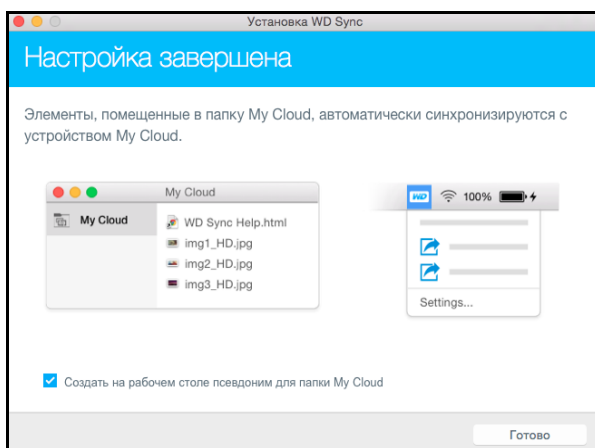 Установка WD Sync
Настройка завершена
Элементы, помещенные в папку My Cloud, автоматически синхронизируются с
устройством My Cloud.
My Cloud
My Cloud
WD Sync Help.html
img1_HD.jpg
img2_HD.jpg
img3_HD.jpg
WD 100%
Settings...
Создать на рабочем столе псевдоним для папки My Cloud
Готово